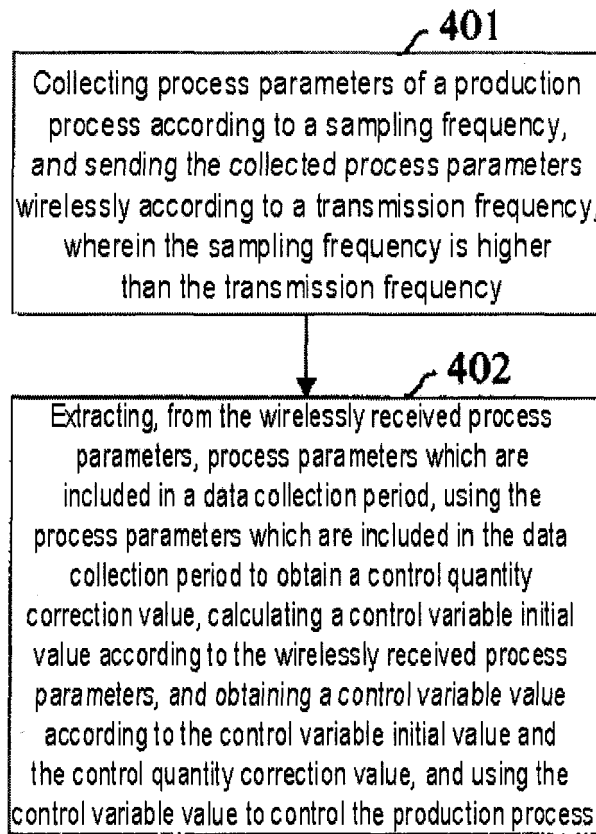 401
Collecting process parameters of a production
process according to a sampling frequency,
and sending the collected process parameters
wirelessly according to a transmission frequency,
wherein the sampling frequency is higher
than the transmission frequency
402
Extracting, from the wirelessly received process
parameters, process parameters which are
included in a data collection period, using the
process parameters which are included in the data
collection period to obtain a control quantity
correction value, calculating a control variable initial
value according to the wirelessly received process
parameters, and obtaining a control variable value
according to the control variable initial value and
the control quantity correction value, and using the
control variable value to control the production process